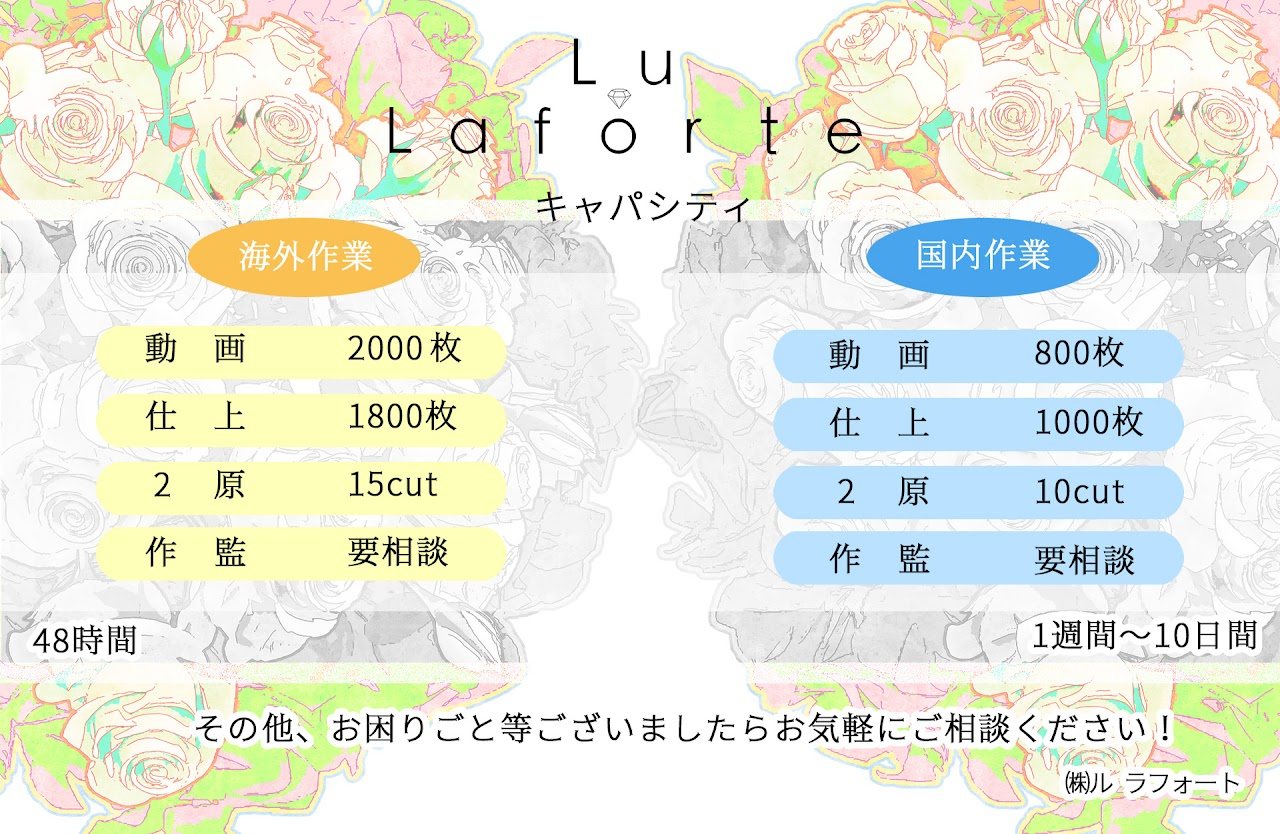 Lu
Laforte
キャパシティ
海外作業
動 画 2000枚
仕 上 1800枚
2 原 15cut
作 監 要相談
48時間
国内作業
動 画 800枚
仕 上 1000枚
2 原 10cut
作 監 要相談
1週間～10日間
その他、お困りごと等ございましたらお気軽にご相談ください！
㈱ル ラフォート